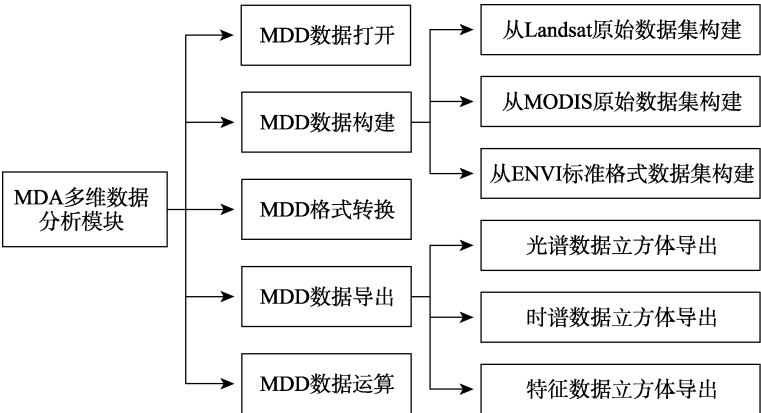 MDA多维数据
分析模块
MDD数据打开
MDD数据构建
MDD格式转换
MDD数据导出
MDD数据运算
从Landsat原始数据集构建
从MODIS原始数据集构建
从ENVI标准格式数据集构建
光谱数据立方体导出
时谱数据立方体导出
特征数据立方体导出